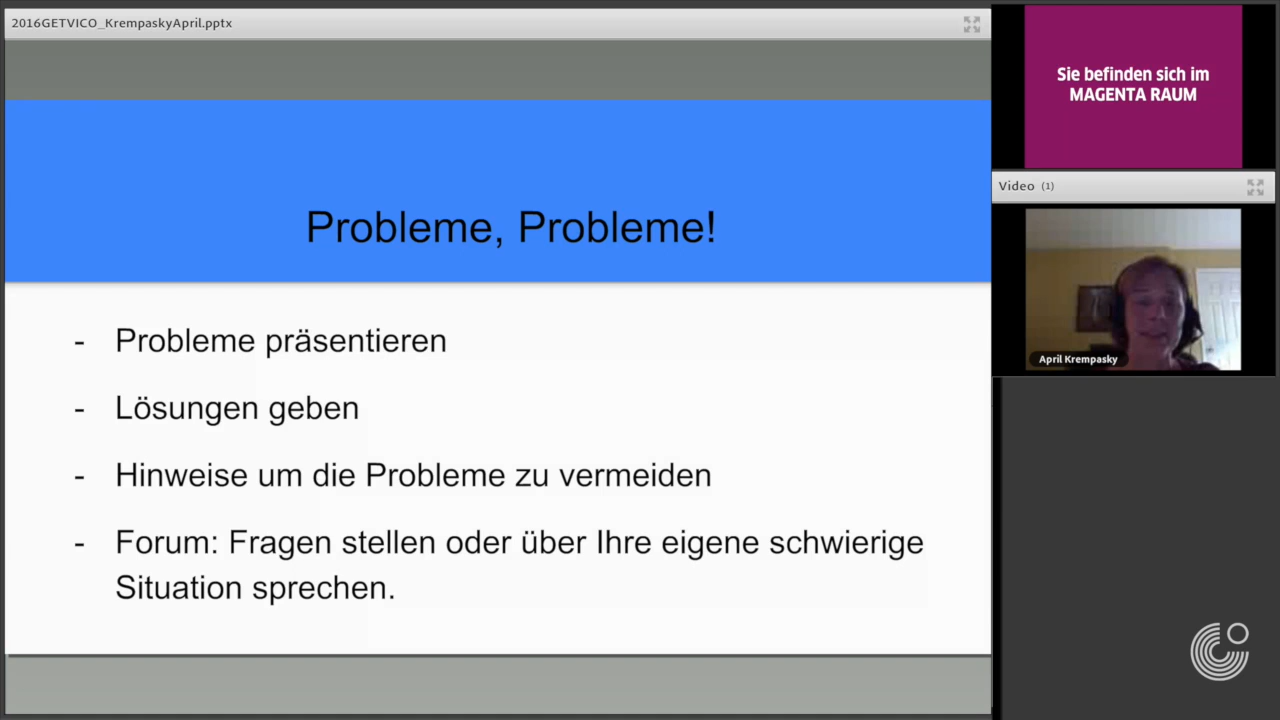 2016GETVICO_KrempaskyApril.pptx
Probleme, Probleme!
- Probleme präsentieren
- Lösungen geben
- Hinweise um die Probleme zu vermeiden
- Forum: Fragen stellen oder über Ihre eigene schwierige
Situation sprechen.
Sie befinden sich im
MAGENTA RAUM
Video (1)
April Krempasky